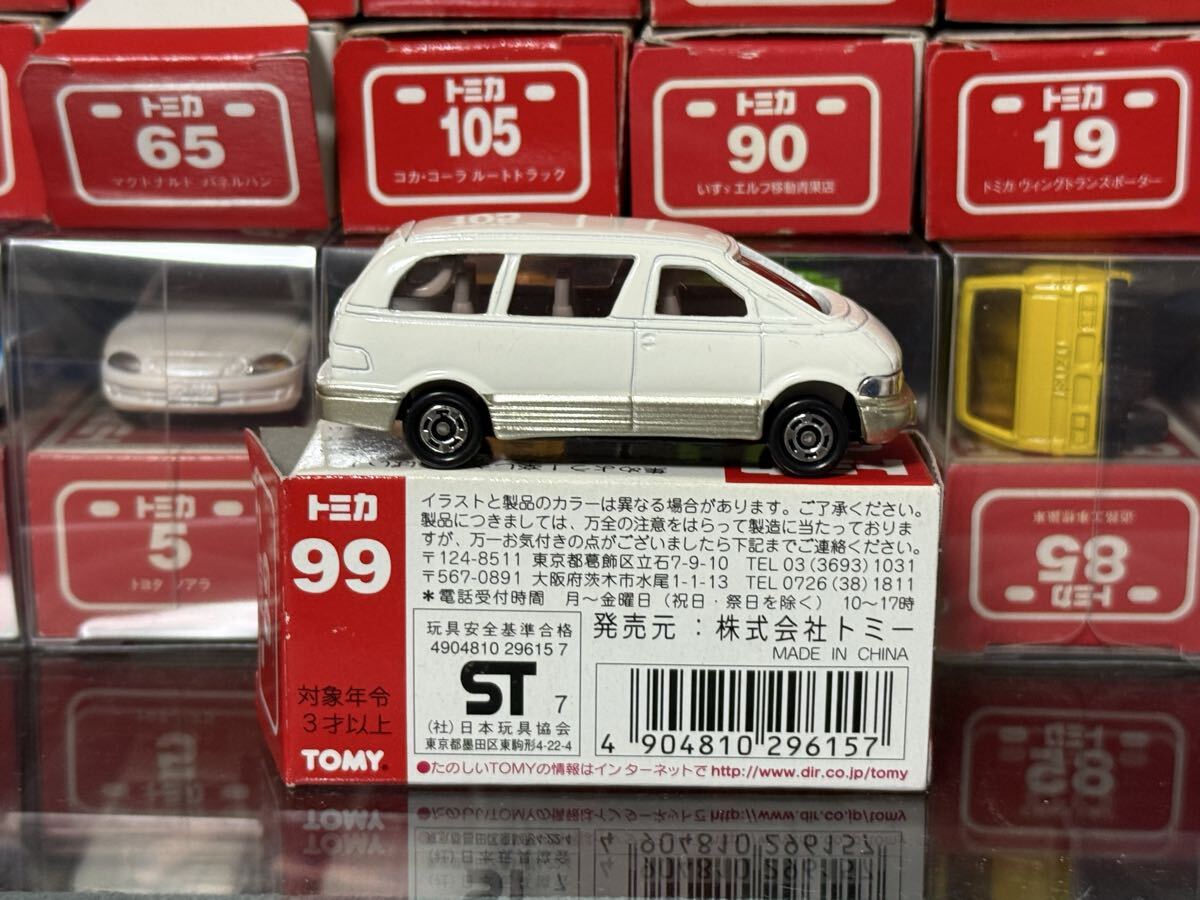 トミカ
65
マクドナルド パネルバン
トミカ
105
コカ・コーラ ルートトラック
トミカ
90
いすゞエルフ移動青果店
トミカ
19
トミカ ウィングトランスポーター
トミカ
5
トヨタ ソアラ
ISUZU
トミカ
85
道路工事標識車
トミカ
99
対象年令
3才以上
TOMY
イラストと製品のカラーは異なる場合があります。ご了承ください。
製品につきましては、万全の注意をはらって製造に当たっておりま
すが、万一お気付きの点がございましたら下記までご連絡ください。
〒124-8511 東京都葛飾区立石7-9-10 TEL 03 (3693) 1031
〒567-0891 大阪府茨木市水尾1-1-13 TEL 0726 (38) 1811
*電話受付時間 月〜金曜日(祝日・祭日を除く) 10〜17時
玩具安全基準合格
4904810 29615 7
ST 7
(社)日本玩具協会
東京都墨田区東駒形4-22-4
発売元:株式会社トミー
MADE IN CHINA
4 904810 296157
●たのしいTOMYの情報はインターネットで http://www.dir.co.jp/tomy